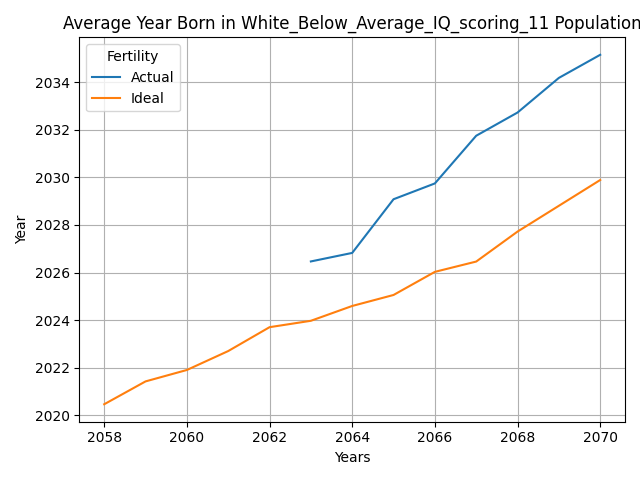 Average Year Born in White_Below_Average_IQ_scoring_11 Population
Fertility
Actual
Ideal
2034
2032
2030
2028
2026
2024
2022
2020
Year
2058 2060 2062 2064 2066 2068 2070
Years